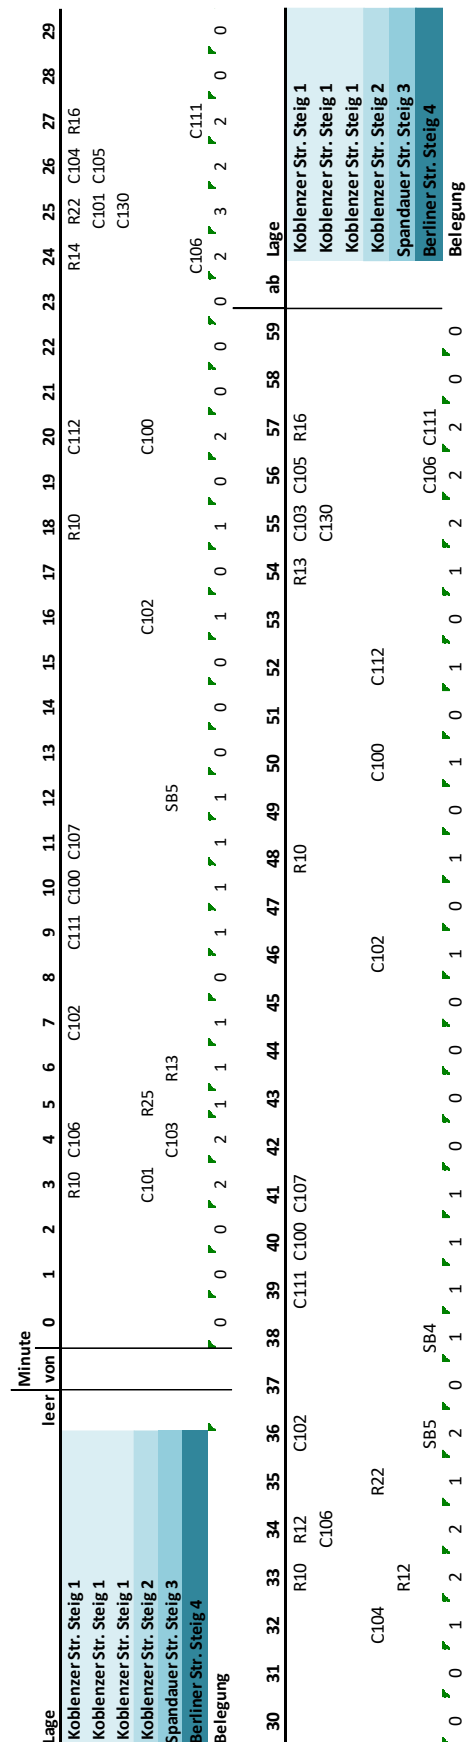 Minute
Lage leer von 0 1 2 3 4 5 6 7 8 9 10 11 12 13 14 15 16 17 18 19 20 21 22 23 24 25 26 27 28 29
Koblenzer Str. Steig 1 R10 C106 C102 C111 C100 C107 R10 C112 R14 R22 C104 R16
Koblenzer Str. Steig 1 C101 C105
Koblenzer Str. Steig 1 C130
Koblenzer Str. Steig 2 C101 R25 C102 C100
Spandauer Str. Steig 3 C103 R13 SB5
Berliner Str. Steig 4 C106 C111
Belegung 0 0 0 2 2 1 1 1 0 1 1 1 1 0 0 0 1 0 1 0 2 0 0 0 2 3 2 2 0 0
30 31 32 33 34 35 36 37 38 39 40 41 42 43 44 45 46 47 48 49 50 51 52 53 54 55 56 57 58 59 ab Lage
R10 R12 C102 C111 C100 C107 R10 R13 C103 C105 R16 Koblenzer Str. Steig 1
C106 C130 Koblenzer Str. Steig 1
Koblenzer Str. Steig 1
C104 R22 C102 C100 C112 Koblenzer Str. Steig 2
R12 Spandauer Str. Steig 3
SB5 SB4 C106 C111 Berliner Str. Steig 4
0 0 1 2 2 1 2 0 1 1 1 1 0 0 0 0 1 0 1 0 1 0 1 0 1 2 2 2 0 0 Belegung